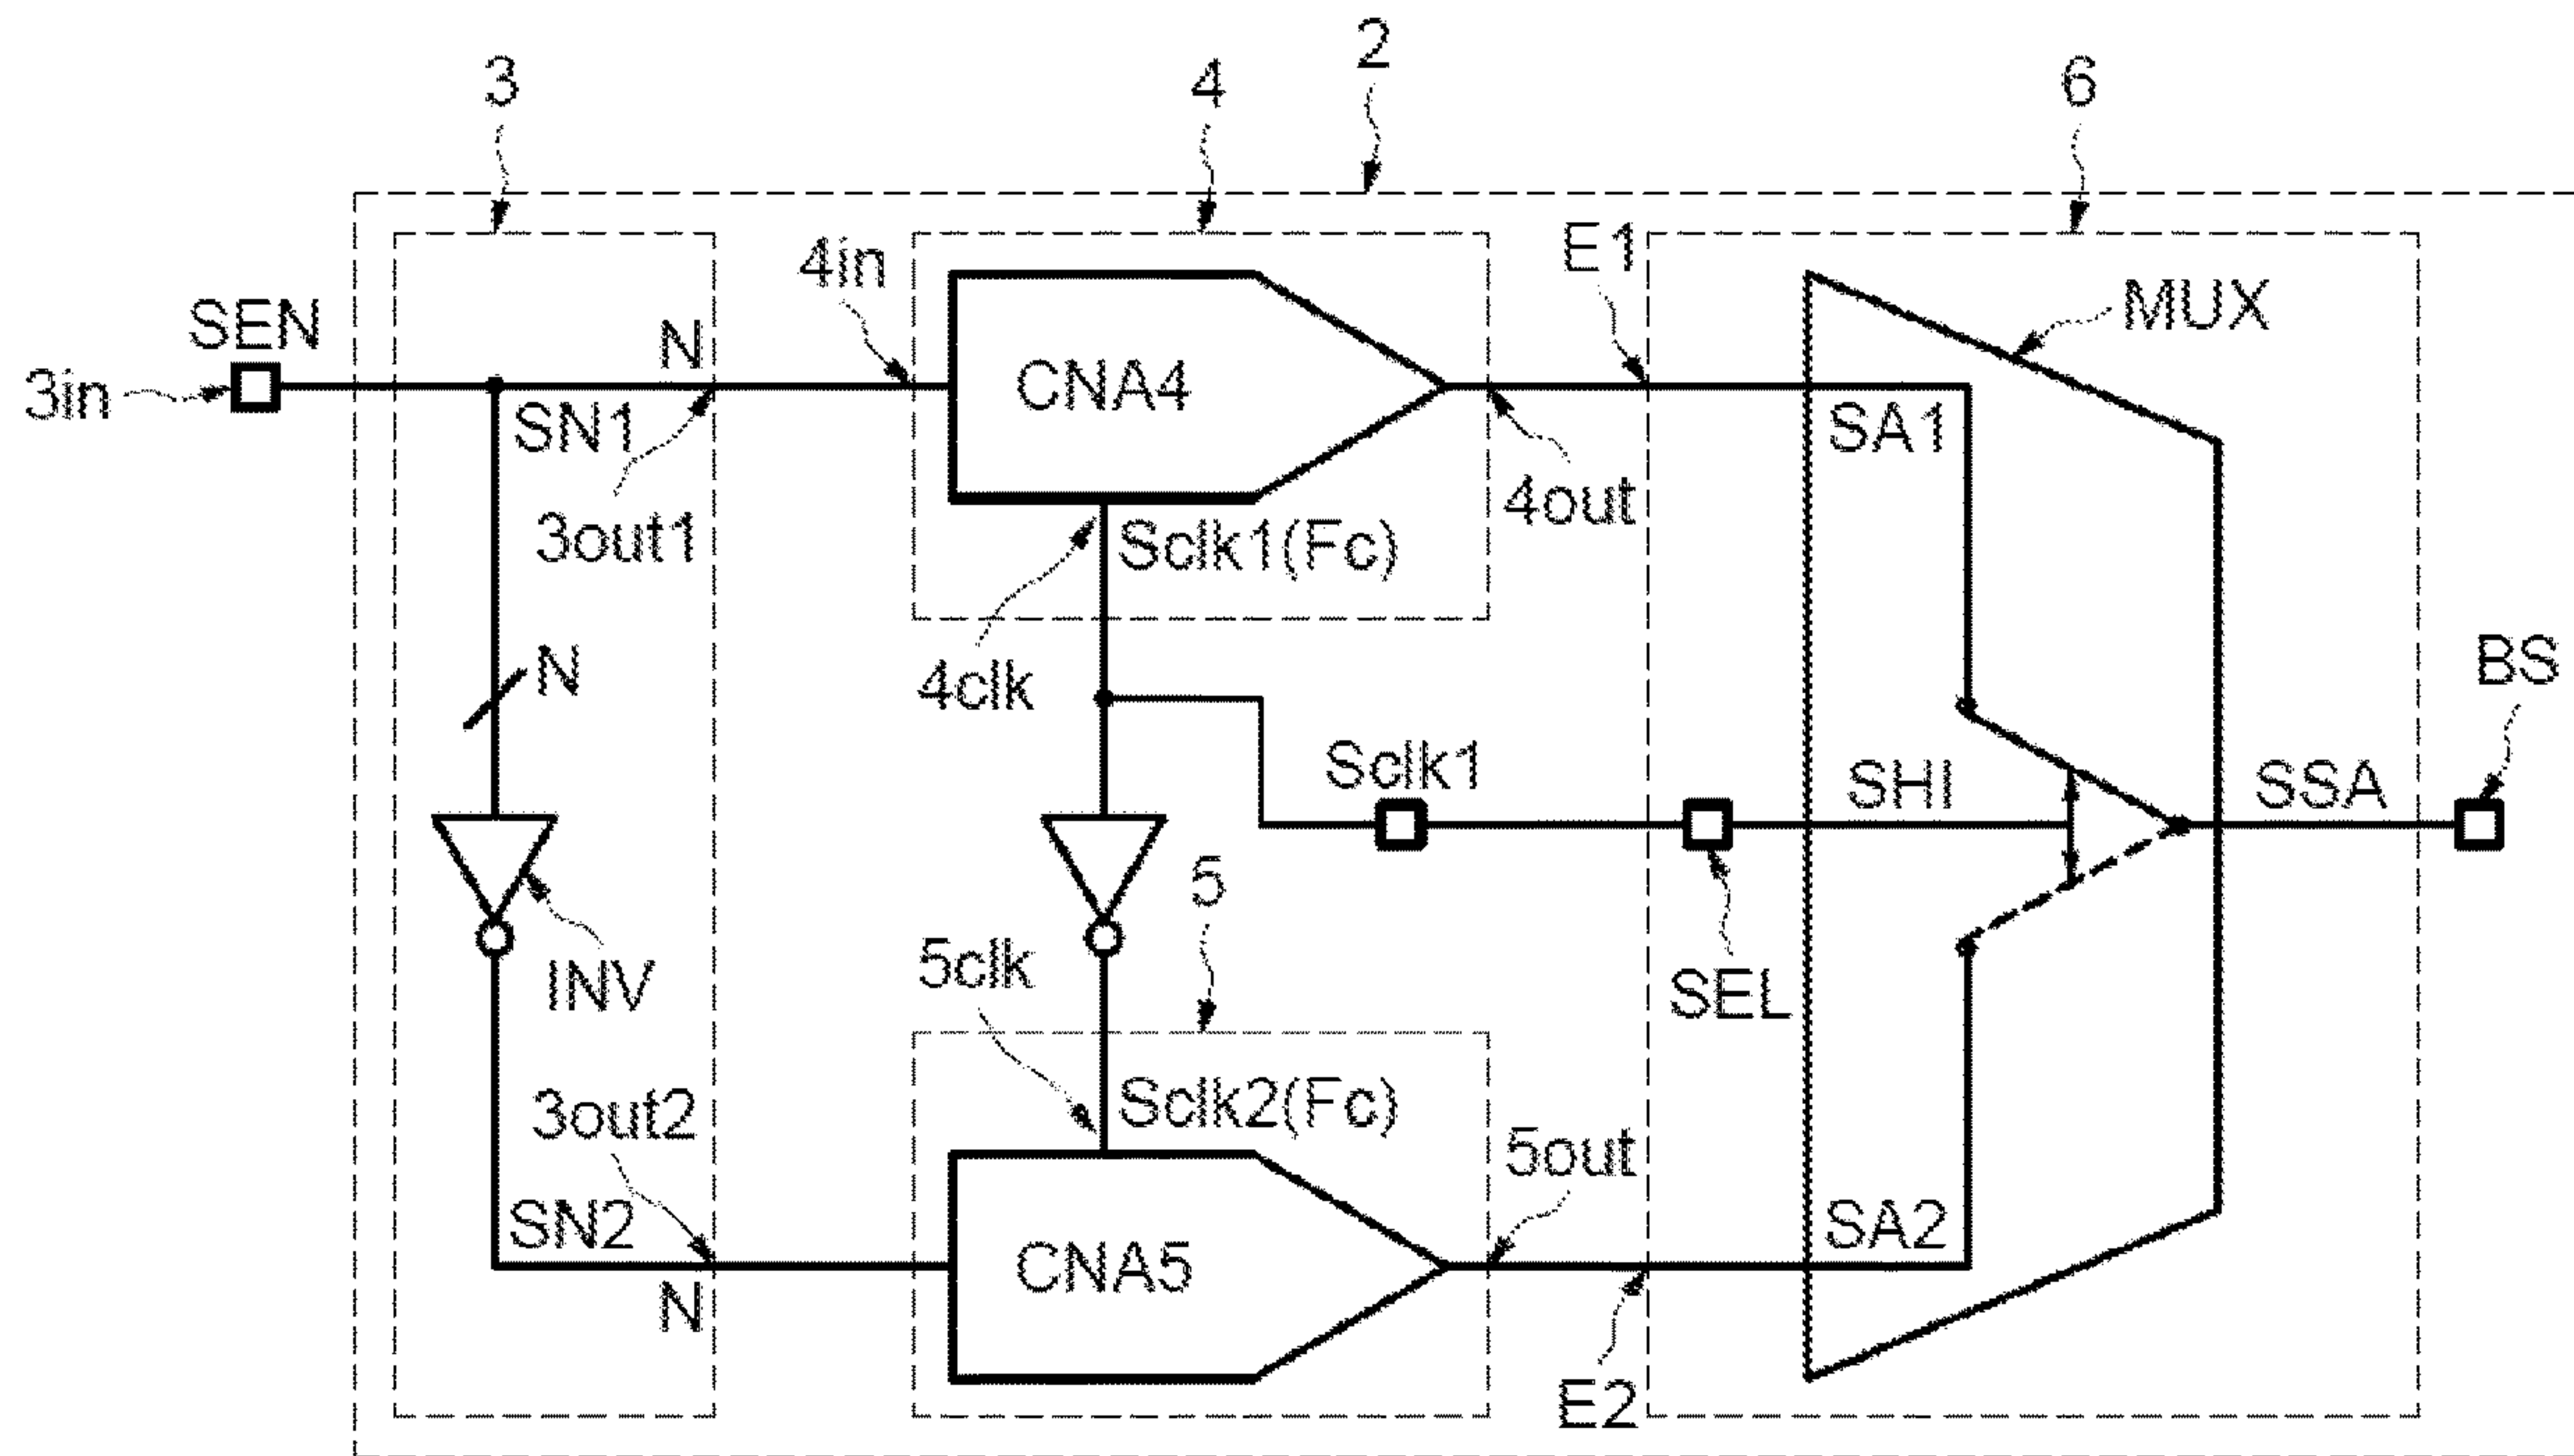 2
3
4
6
SEN
3in
N
4in
E1
MUX
CNA4
SN1
SA1
3out1
Sclk1(Fc)
4out
N
4clk
BS
Sclk1
SHI
SSA
5
INV
5clk
SEL
3out2
Sclk2(Fc)
5out
SN2
SA2
N
CNA5
E2